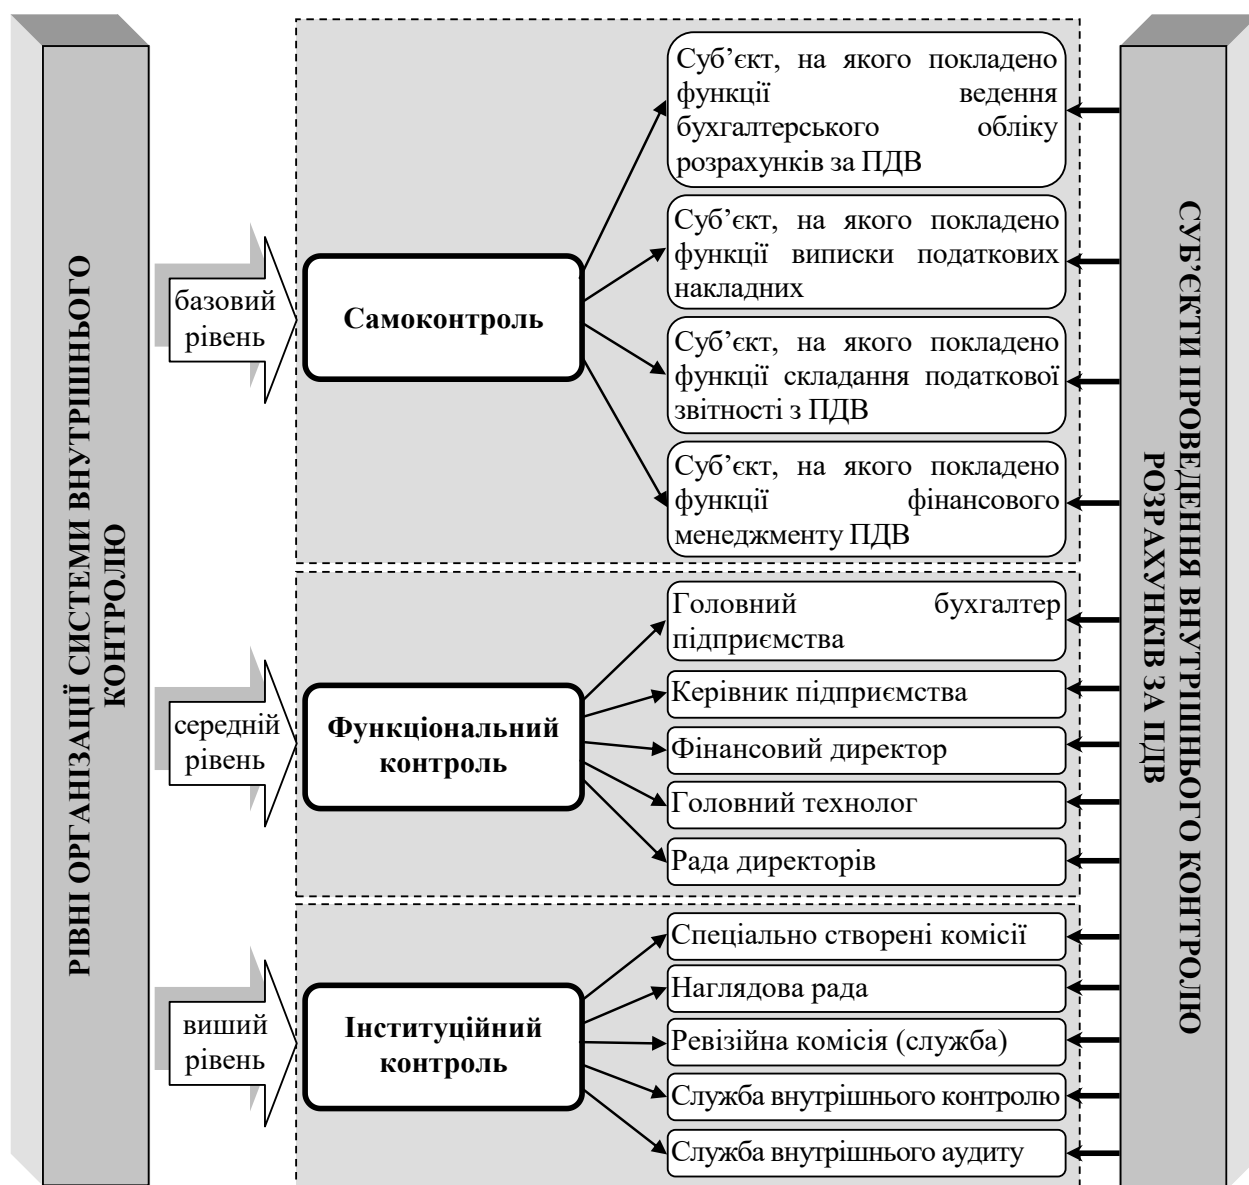 РІВНІ ОРГАНІЗАЦІЇ СИСТЕМИ ВНУТРІШНЬОГО
КОНТРОЛЮ
базовий
рівень
Самоконтроль
Суб’єкт, на якого покладено
функції ведення
бухгалтерського обліку
розрахунків за ПДВ
Суб’єкт, на якого покладено
функції виписки податкових
накладних
Суб’єкт, на якого покладено
функції складання податкової
звітності з ПДВ
Суб’єкт, на якого покладено
функції фінансового
менеджменту ПДВ
середній
рівень
Функціональний
контроль
Головний бухгалтер
підприємства
Керівник підприємства
Фінансовий директор
Головний технолог
Рада директорів
виший
рівень
Інституційний
контроль
Спеціально створені комісії
Наглядова рада
Ревізійна комісія (служба)
Служба внутрішнього контролю
Служба внутрішнього аудиту
СУБ’ЄКТИ ПРОВЕДЕННЯ ВНУТРІШНЬОГО КОНТРОЛЮ
РОЗРАХУНКІВ ЗА ПДВ